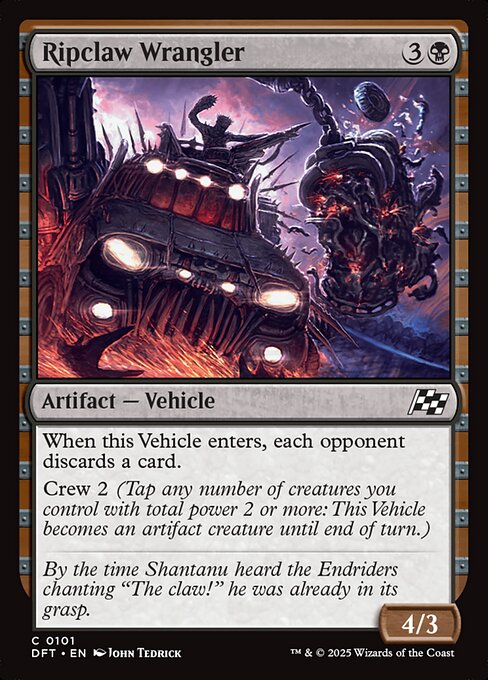 Ripclaw Wrangler 3
Artifact — Vehicle
When this Vehicle enters, each opponent
discards a card.
Crew 2 (Tap any number of creatures you
control with total power 2 or more: This Vehicle
becomes an artifact creature until end of turn.)
By the time Shantanu heard the Endriders
chanting “The claw!” he was already in its
grasp.
4/3
C 0101
DFT • EN JOHN TEDRICK
™ & © 2025 Wizards of the Coast